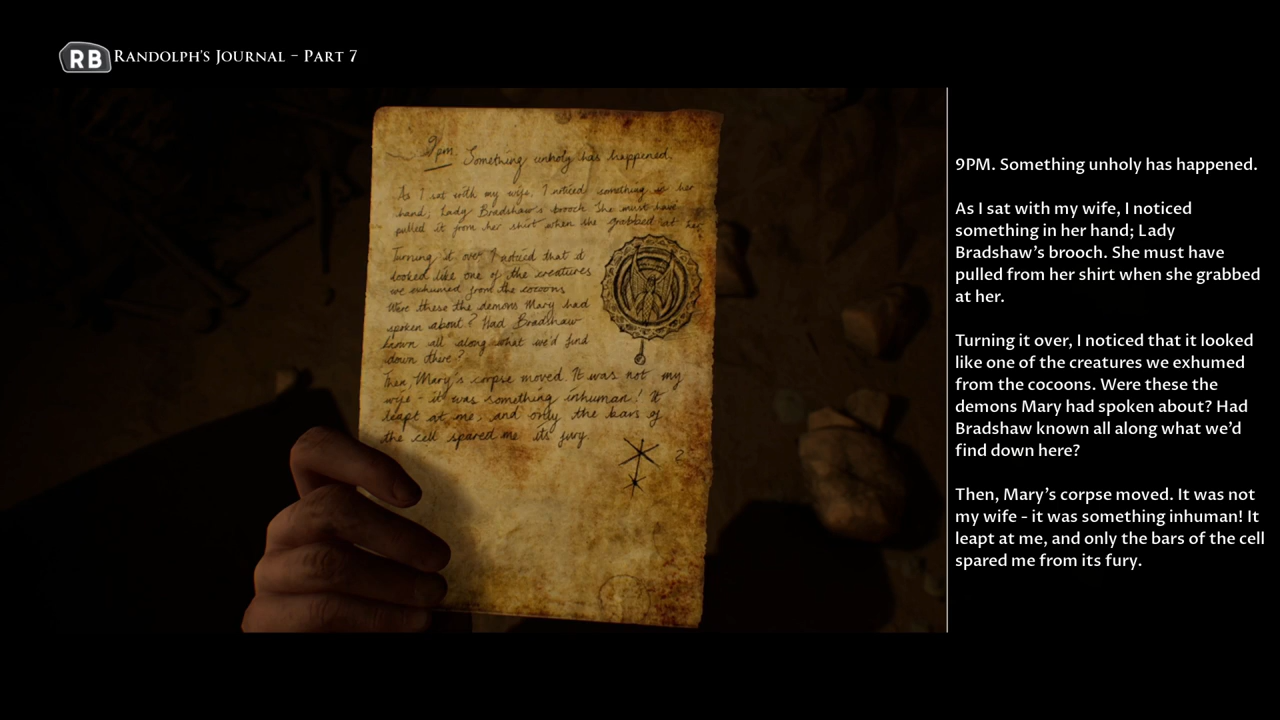 RB RANDOLPH'S JOURNAL – PART 7
9pm. Something unholy has happened.
As I sat with my wife, I noticed something in her
hand; Lady Bradshaw's brooch. She must have
pulled it from her shirt when she grabbed at her.
Turning it over I noticed that it
looked like one of the creatures
we exhumed from the cocoons.
Were these the demons Mary had
spoken about? Had Bradshaw
known all along what we'd find
down there?
Then, Mary's corpse moved. It was not my
wife - it was something inhuman! It
leapt at me, and only the bars of
the cell spared me its fury.
2
9PM. Something unholy has happened.
As I sat with my wife, I noticed
something in her hand; Lady
Bradshaw's brooch. She must have
pulled from her shirt when she grabbed
at her.
Turning it over, I noticed that it looked
like one of the creatures we exhumed
from the cocoons. Were these the
demons Mary had spoken about? Had
Bradshaw known all along what we'd
find down here?
Then, Mary's corpse moved. It was not
my wife - it was something inhuman! It
leapt at me, and only the bars of the cell
spared me from its fury.